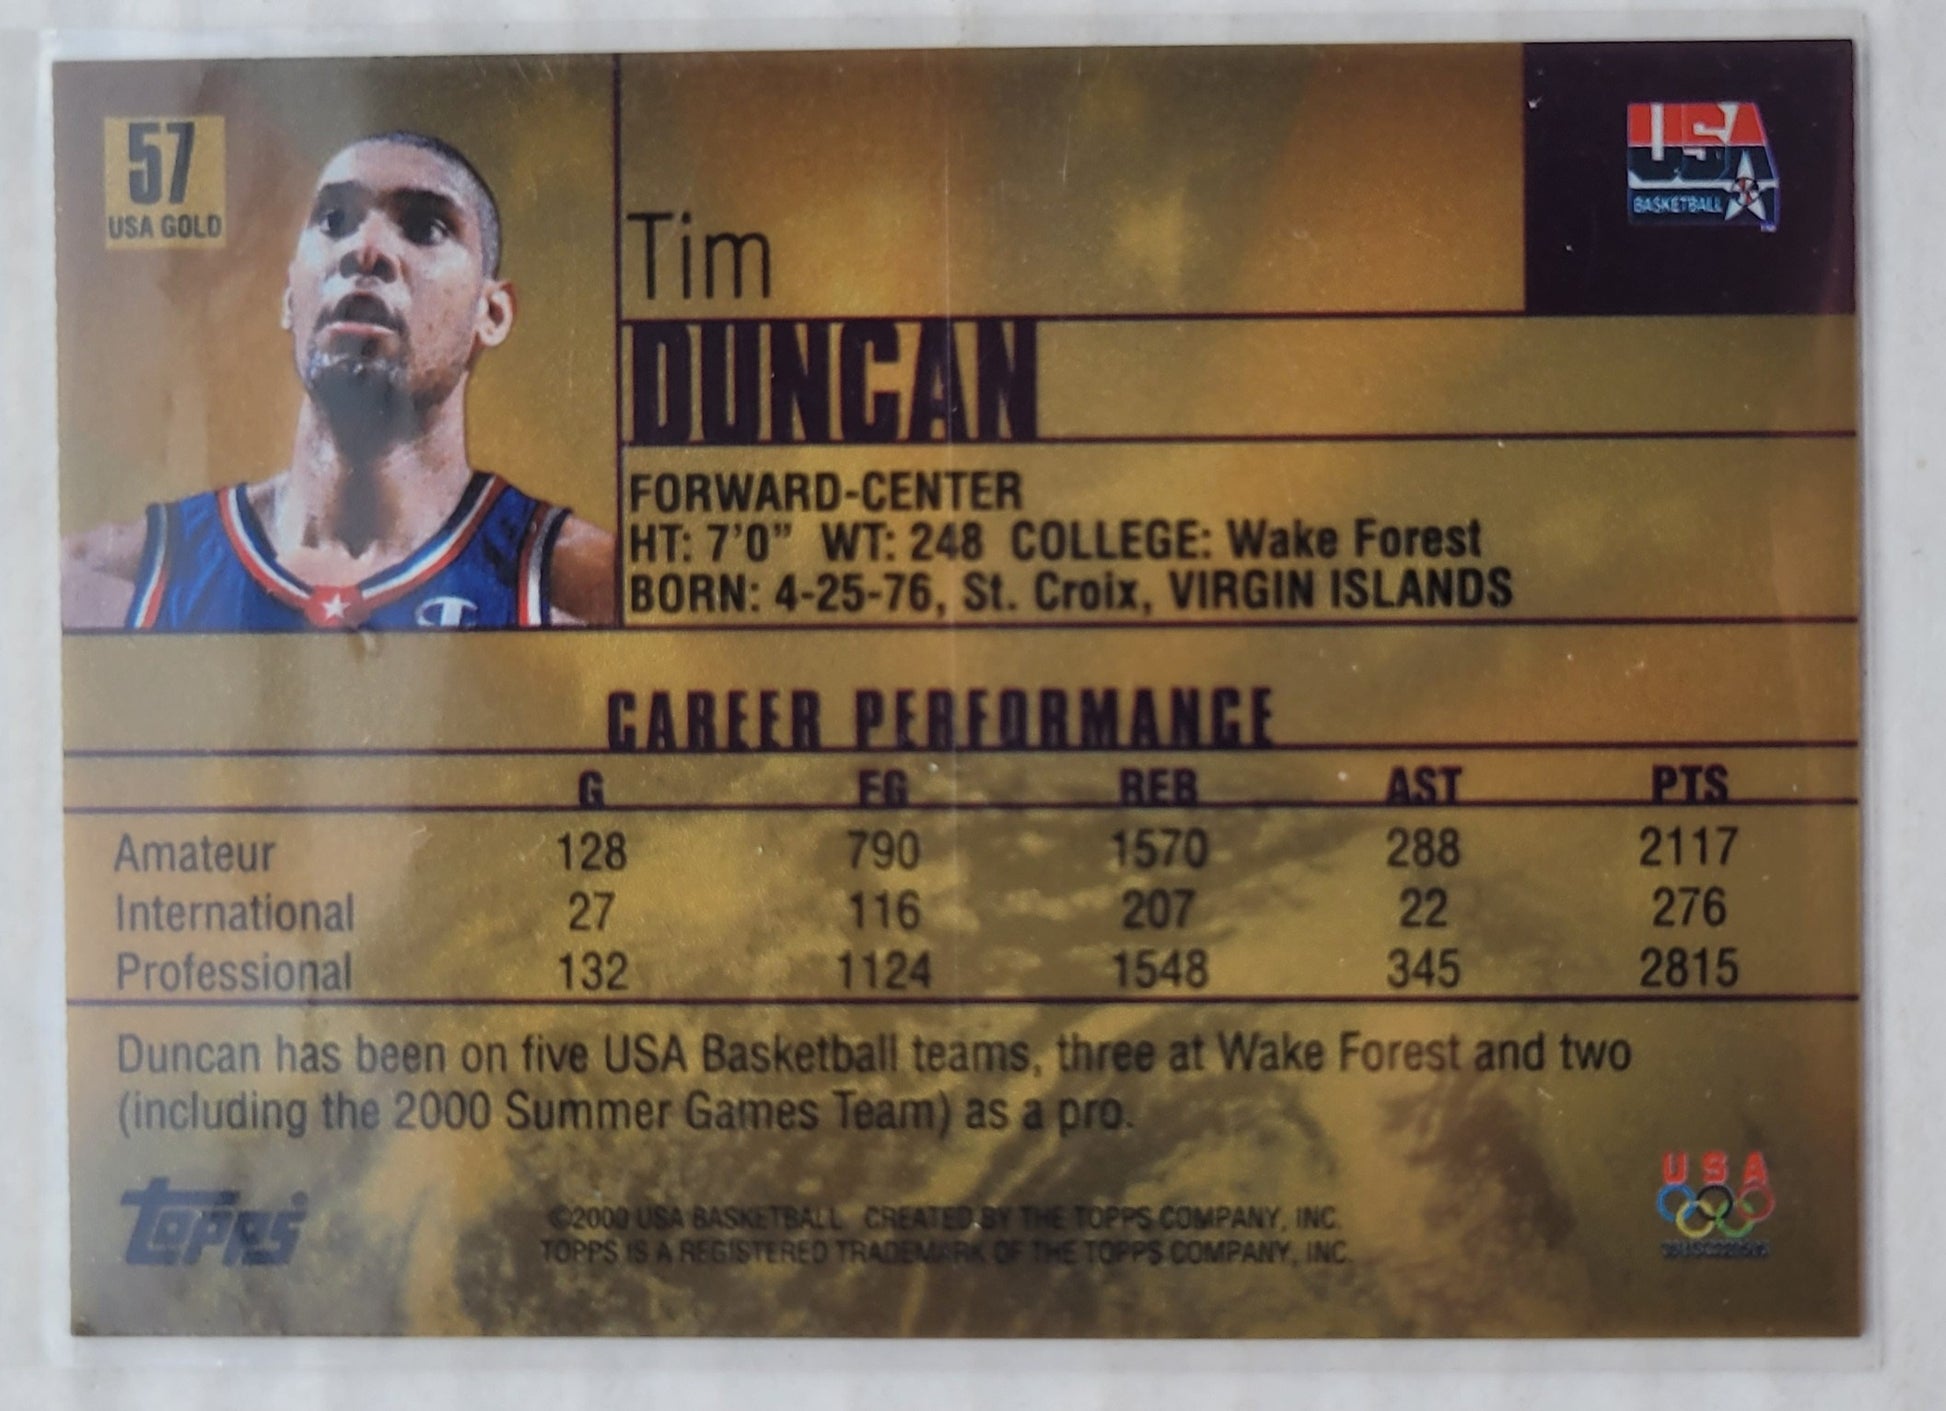 57
USA GOLD
Tim
DUNCAN
USA
BASKETBALL
FORWARD-CENTER
HT: 7'0" WT: 248 COLLEGE: Wake Forest
BORN: 4-25-76, St. Croix, VIRGIN ISLANDS
CAREER PERFORMANCE
G FG REB AST PTS
Amateur 128 790 1570 288 2117
International 27 116 207 22 276
Professional 132 1124 1548 345 2815
Duncan has been on five USA Basketball teams, three at Wake Forest and two
(including the 2000 Summer Games Team) as a pro.
Topps
©2000 USA BASKETBALL CREATED BY THE TOPPS COMPANY, INC.
TOPPS IS A REGISTERED TRADEMARK OF THE TOPPS COMPANY, INC.
USA